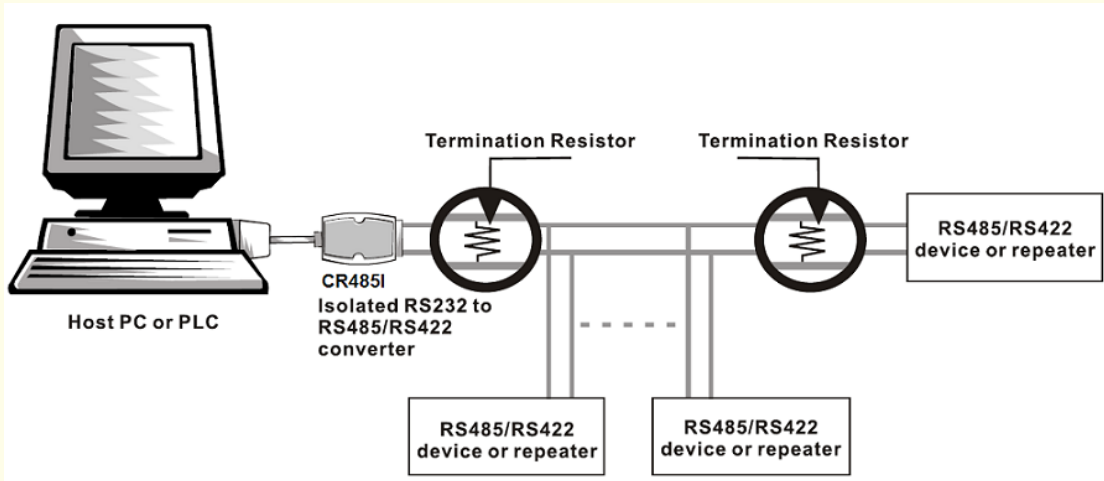 Termination Resistor
Termination Resistor
RS485/RS422
device or repeater
CR485I
Isolated RS232 to
RS485/RS422
converter
Host PC or PLC
RS485/RS422
device or repeater
RS485/RS422
device or repeater